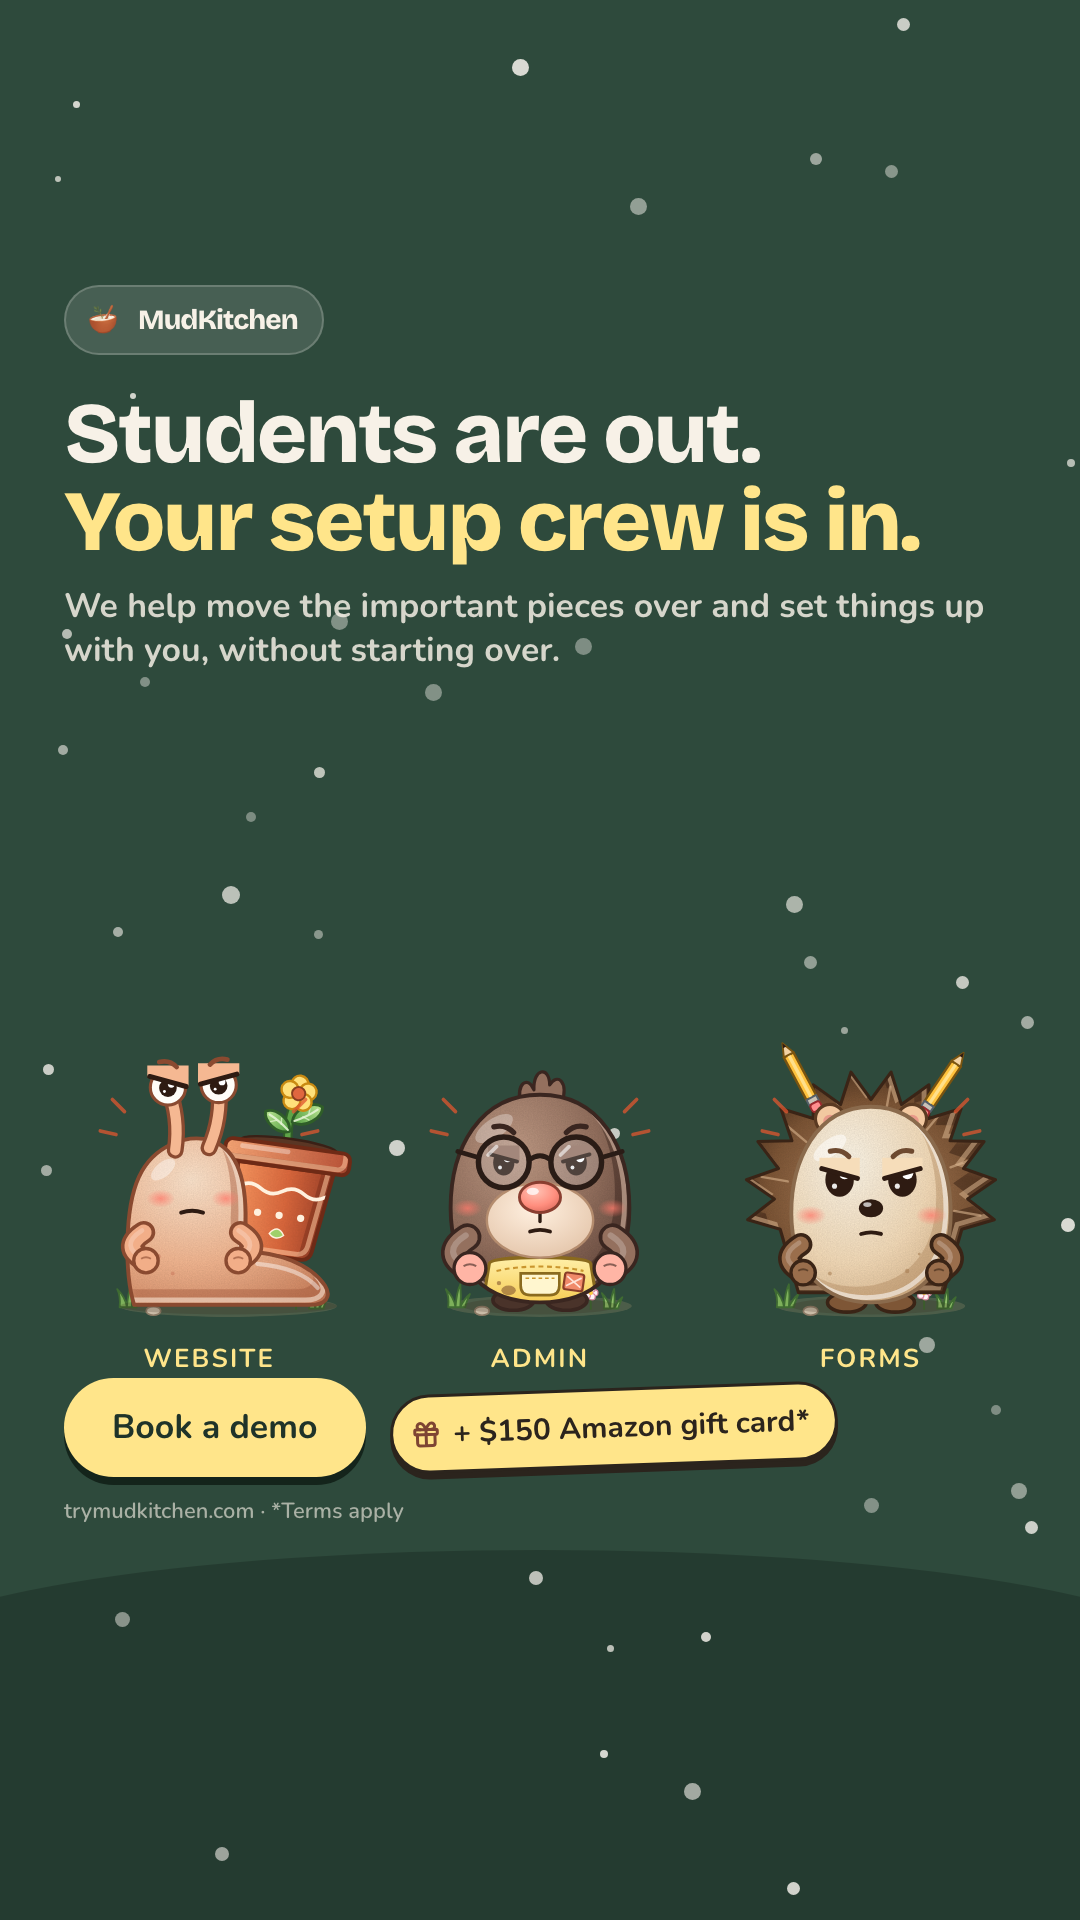 MudKitchen
Students are out.
Your setup crew is in.
We help move the important pieces over and set things up
with you, without starting over.
WEBSITE
ADMIN
FORMS
Book a demo
+ $150 Amazon gift card*
trymudkitchen.com · *Terms apply